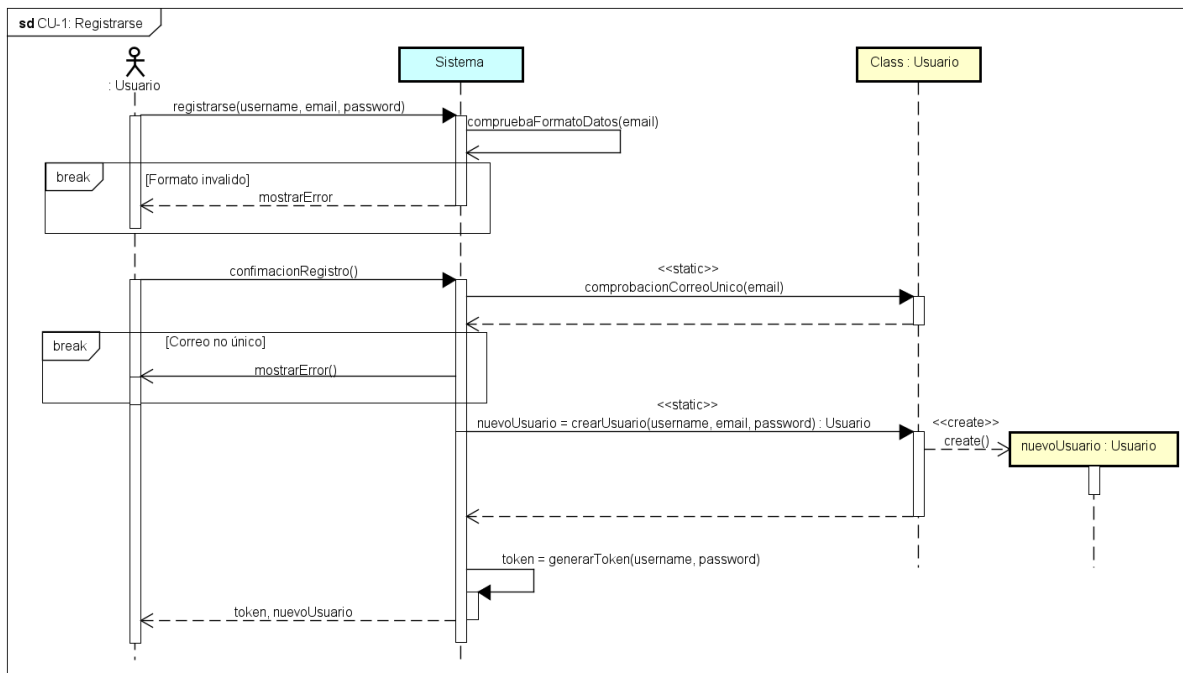 sd CU-1: Registrarse
: Usuario
Sistema
Class : Usuario
registrarse(username, email, password)
compruebaFormatoDatos(email)
break
[Formato invalido]
mostrarError
confimacionRegistro()
<<static>>
comprobacionCorreoUnico(email)
break
[Correo no único]
mostrarError()
<<static>>
nuevoUsuario = crearUsuario(username, email, password) : Usuario
<<create>>
create()
nuevoUsuario : Usuario
token = generarToken(username, password)
token, nuevoUsuario